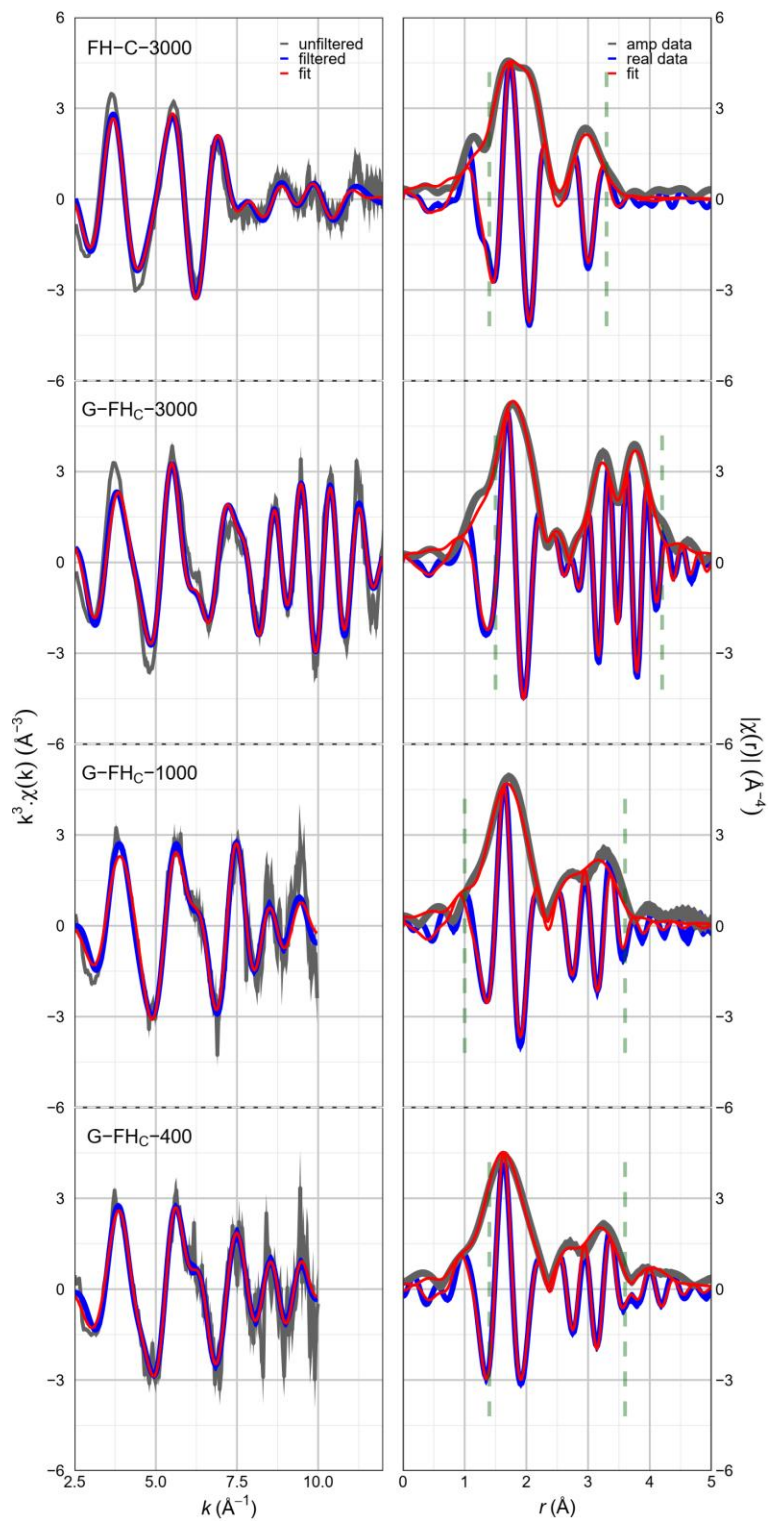 FH−C−3000
unfiltered
filtered
fit
amp data
real data
fit
6
3
0
−3
−6
6
3
0
−3
−6
G−FHC−3000
3
0
−3
−6
3
0
−3
−6
G−FHC−1000
3
0
−3
−6
3
0
−3
−6
G−FHC−400
3
0
−3
−6
3
0
−3
−6
k³.χ(k) (Å⁻³)
|χ(r)| (Å⁻⁴)
2.5 5.0 7.5 10.0
k (Å⁻¹)
0 1 2 3 4 5
r (Å)